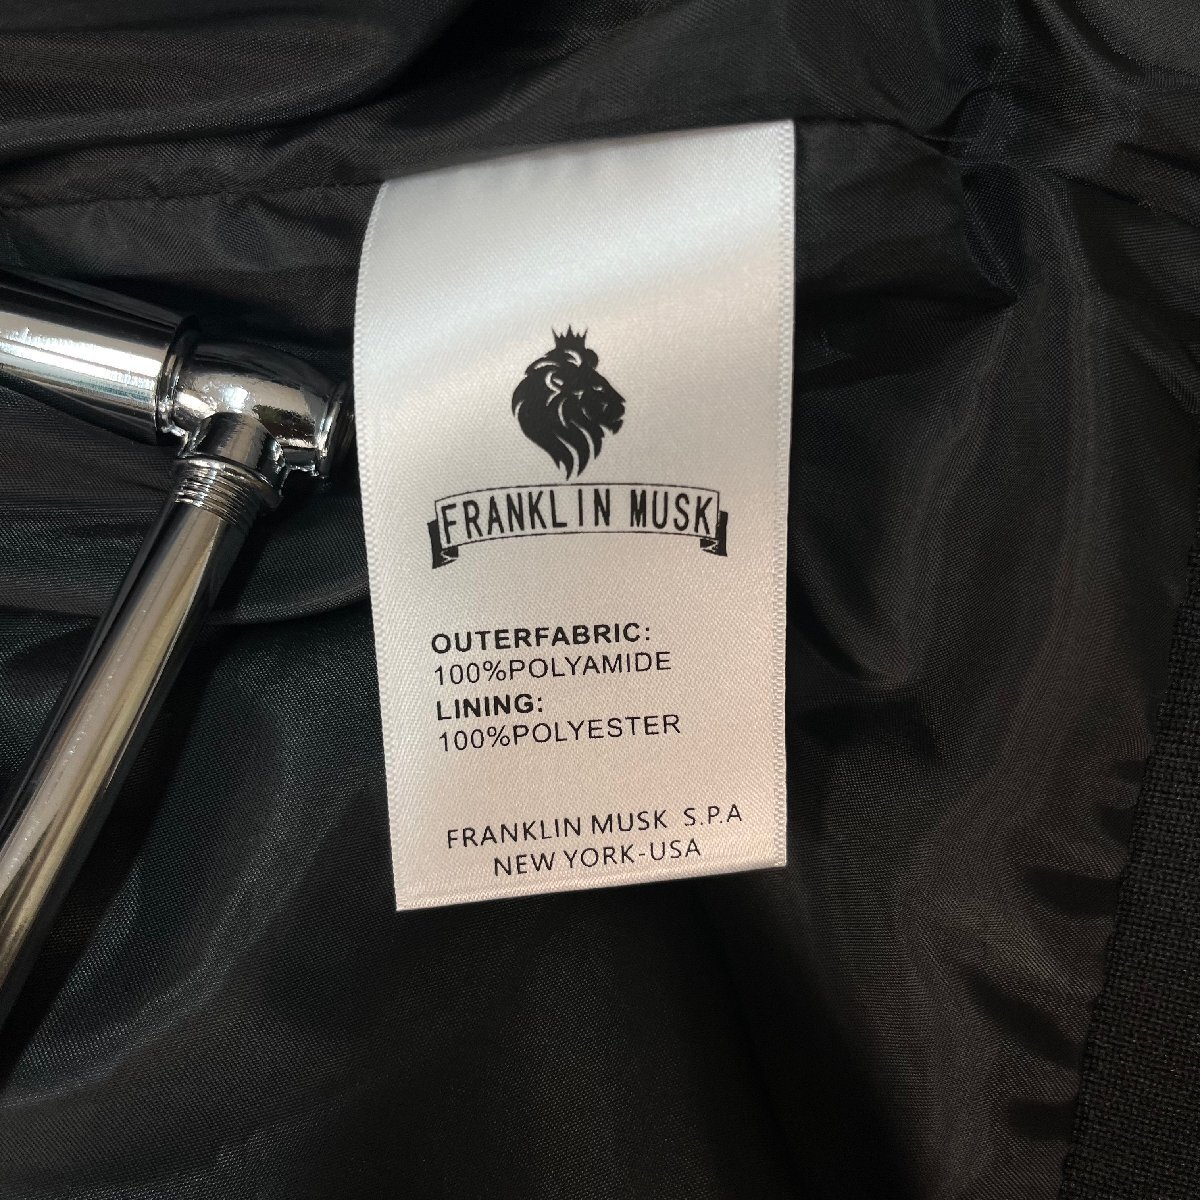 FRANKLIN MUSK
OUTERFABRIC:
100%POLYAMIDE
LINING:
100%POLYESTER
FRANKLIN MUSK S.P.A
NEW YORK-USA